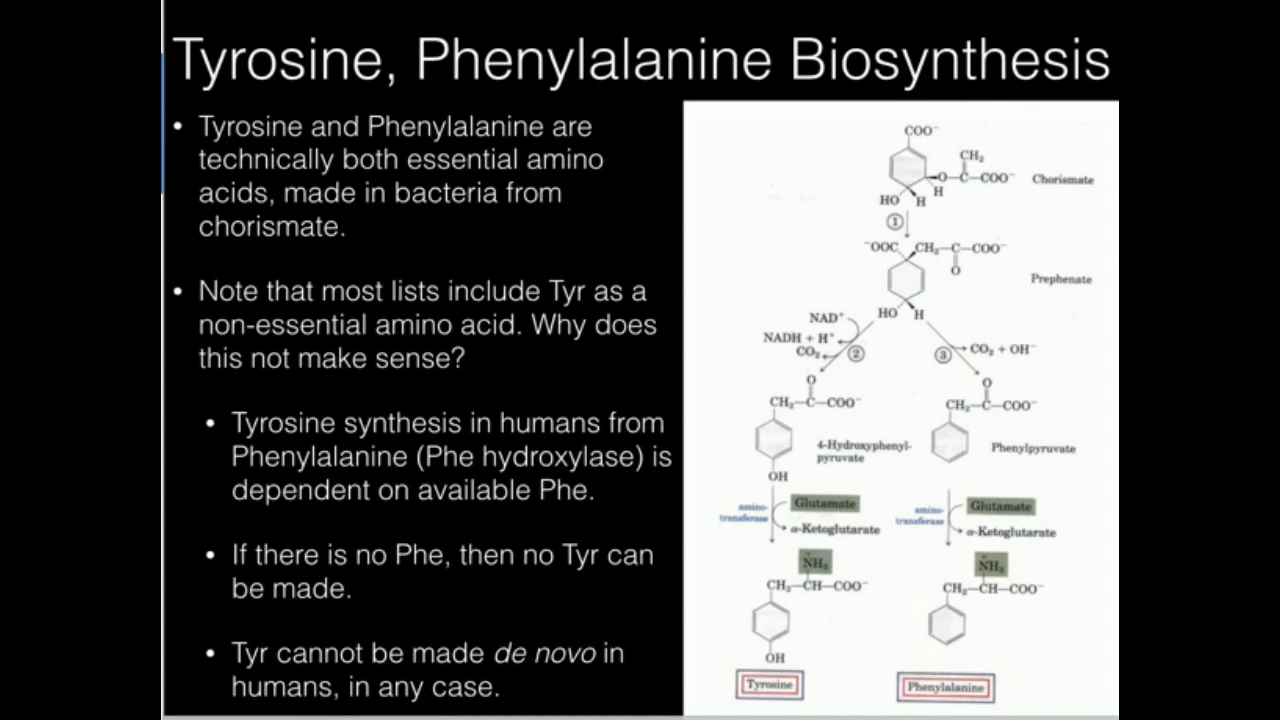 Tyrosine, Phenylalanine Biosynthesis
• Tyrosine and Phenylalanine are
technically both essential amino
acids, made in bacteria from
chorismate.
• Note that most lists include Tyr as a
non-essential amino acid. Why does
this not make sense?
• Tyrosine synthesis in humans from
Phenylalanine (Phe hydroxylase) is
dependent on available Phe.
• If there is no Phe, then no Tyr can
be made.
• Tyr cannot be made de novo in
humans, in any case.
COO⁻
CH₂
O—C—COO⁻
H
HO H
Chorismate
①
⁻OOC CH₂—C—COO⁻
O
Prephenate
HO H
NAD⁺
NADH + H⁺
CO₂
②
③
CO₂ + OH⁻
O
CH₂—C—COO⁻
4-Hydroxyphenyl-
pyruvate
OH
O
CH₂—C—COO⁻
Phenylpyruvate
amino-
transferase
Glutamate
α-Ketoglutarate
amino-
transferase
Glutamate
α-Ketoglutarate
NH₃
CH₂—CH—COO⁻
OH
Tyrosine
NH₃
CH₂—CH—COO⁻
Phenylalanine